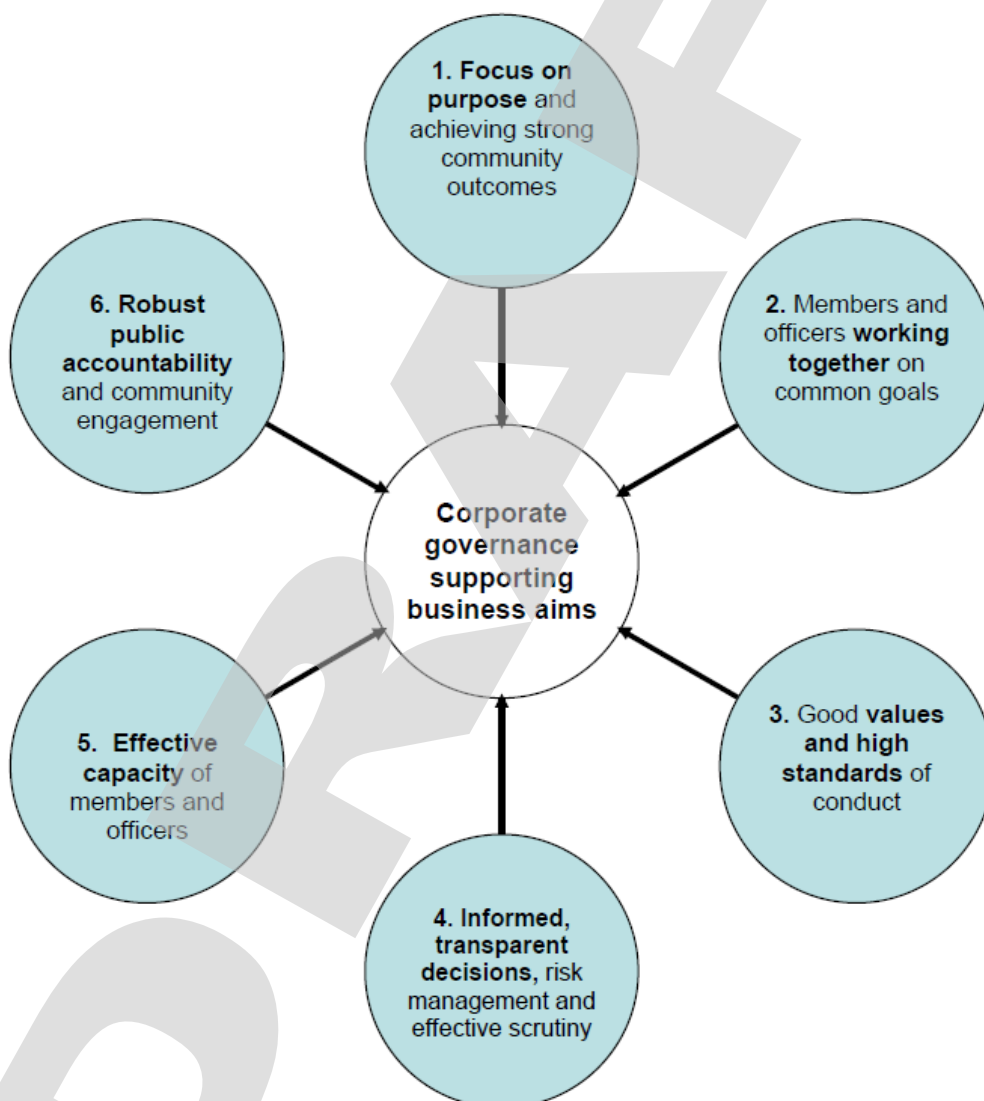 1. Focus on
purpose and
achieving strong
community
outcomes
2. Members and
officers working
together on
common goals
3. Good values
and high
standards of
conduct
4. Informed,
transparent
decisions, risk
management and
effective scrutiny
5. Effective
capacity of
members and
officers
6. Robust
public
accountability
and community
engagement
Corporate
governance
supporting
business aims
DRAF